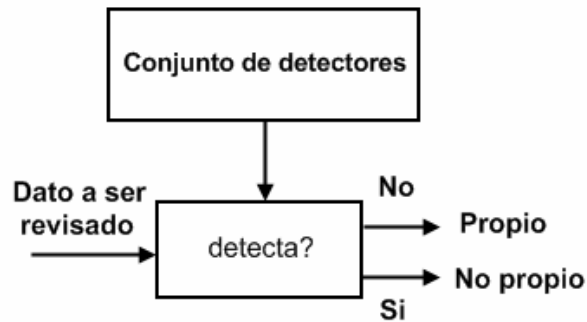 Conjunto de detectores
Dato a ser
revisado
detecta?
No
Propio
No propio
Si